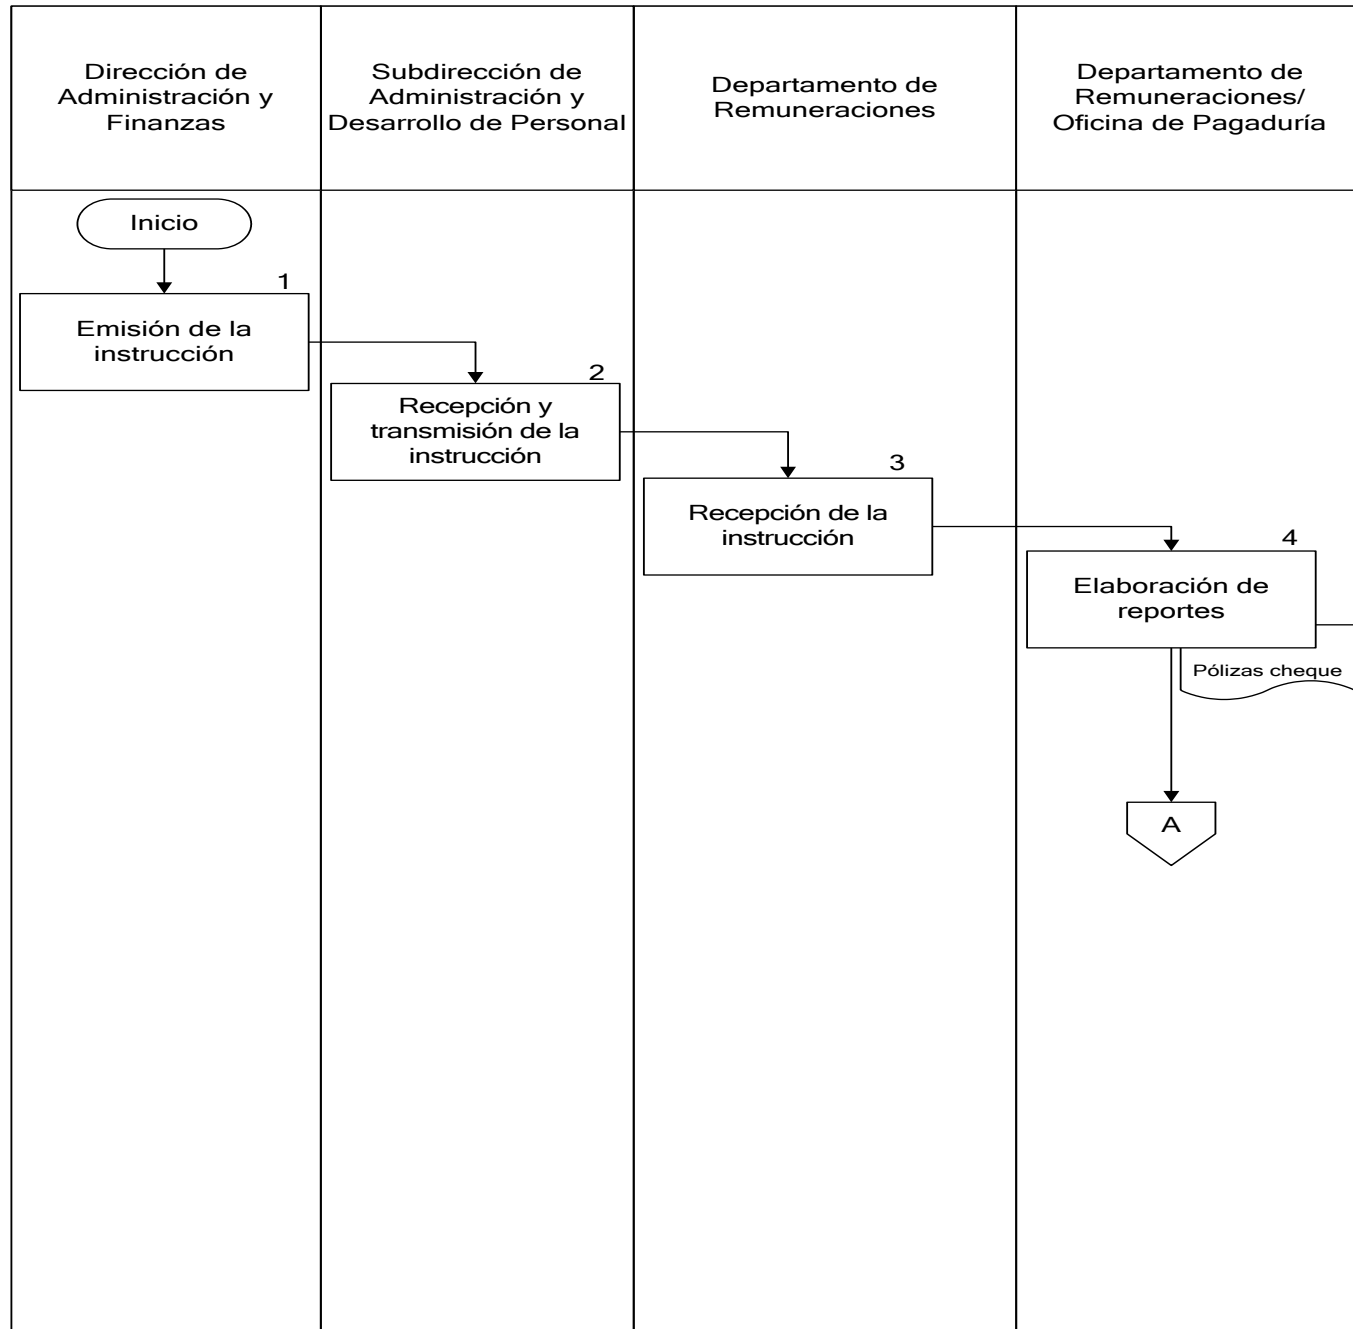 Dirección de
Administración y
Finanzas
Subdirección de
Administración y
Desarrollo de Personal
Departamento de
Remuneraciones
Departamento de
Remuneraciones/
Oficina de Pagaduría
Inicio
1
Emisión de la
instrucción
2
Recepción y
transmisión de la
instrucción
3
Recepción de la
instrucción
4
Elaboración de
reportes
Pólizas cheque
A